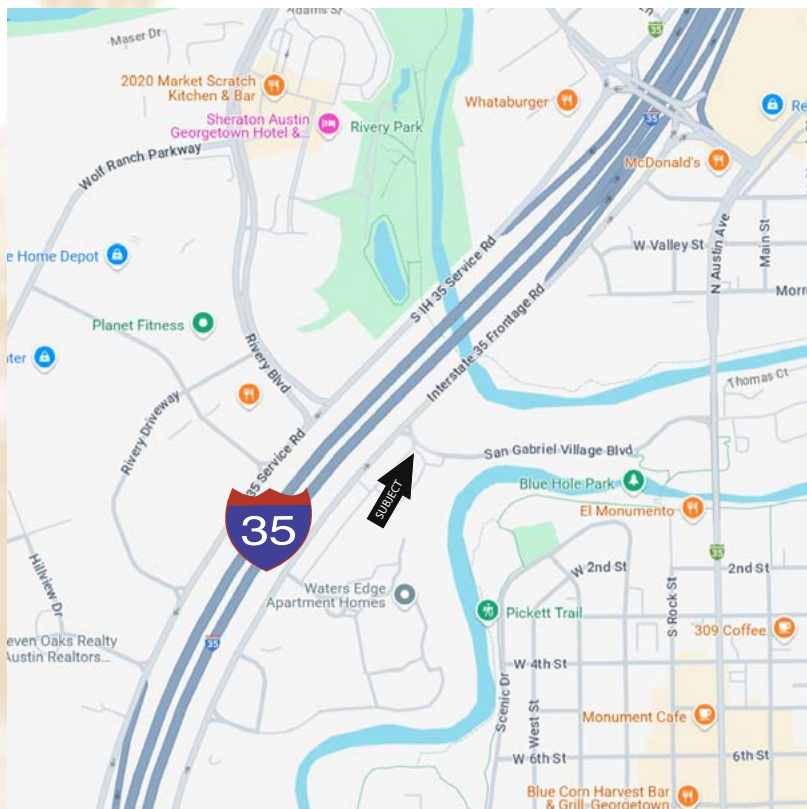 Adams St
35
Maser Dr
2020 Market Scratch
Kitchen & Bar
Whataburger
35
Sheraton Austin
Georgetown Hotel &...
Rivery Park
McDonald's
Wolf Ranch Parkway
N Austin Ave
Main St
W Valley St
e Home Depot
S IH 35 Service Rd
Planet Fitness
Interstate 35 Frontage Rd
Rivery Blvd
Thomas Ct
Rivery Driveway
35 Service Rd
San Gabriel Village Blvd
SUBJECT
Blue Hole Park
El Monumento
35
35
W 2nd St
2nd St
Hillview Dr
Waters Edge
Apartment Homes
Pickett Trail
S Rock St
309 Coffee
even Oaks Realty
Austin Realtors...
35
W 4th St
Scenic Dr
West St
Monument Cafe
W 6th St
6th St
Blue Corn Harvest Bar
& Grill-Georgetown